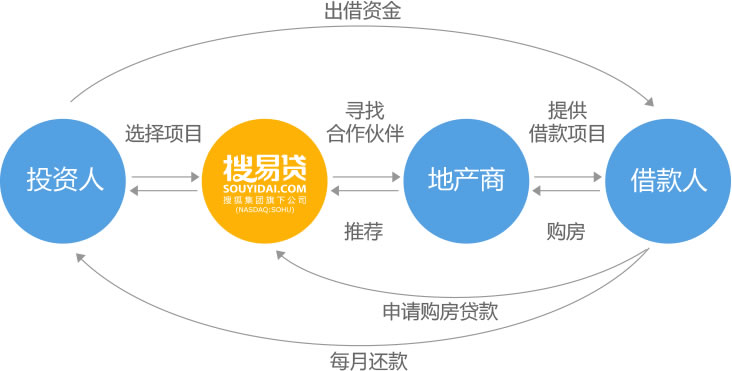 出借资金
选择项目
寻找
合作伙伴
提供
借款项目
投资人
搜易贷
SOUYIDAI.COM
搜狐集团旗下公司
(NASDAQ:SOHU)
地产商
借款人
推荐
购房
申请购房贷款
每月还款